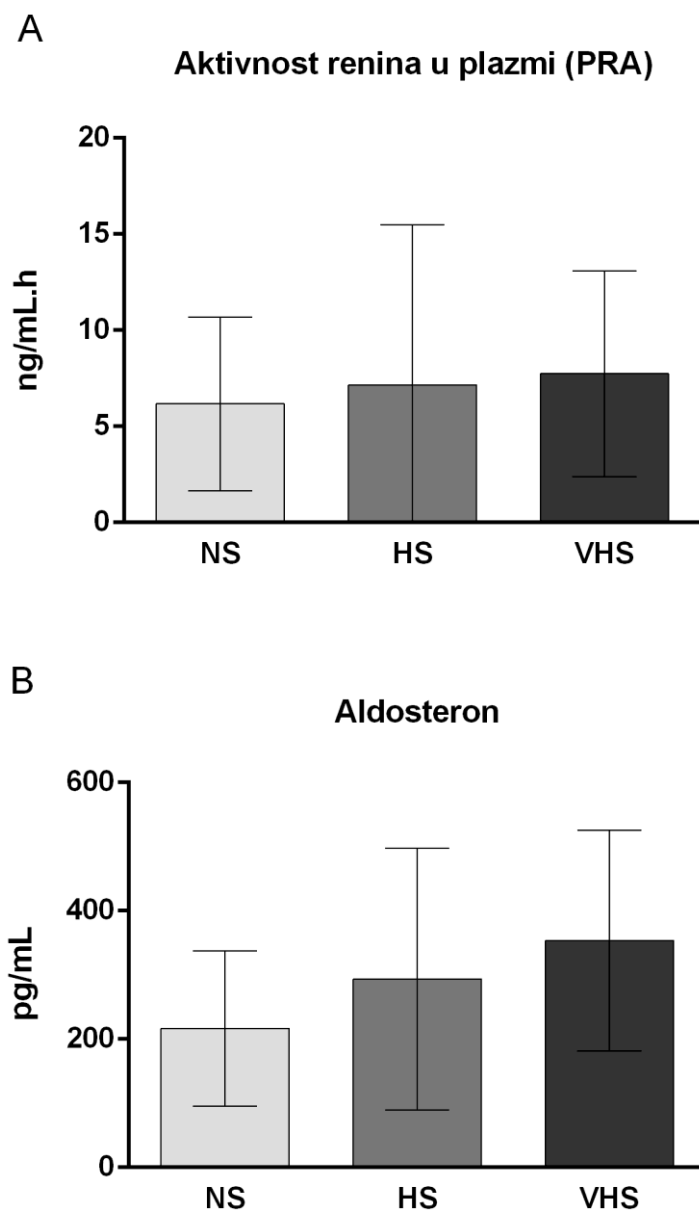 A
Aktivnost renina u plazmi (PRA)
20
15
10
5
0
ng/mL.h
NS HS VHS
B
Aldosteron
600
400
200
0
pg/mL
NS HS VHS